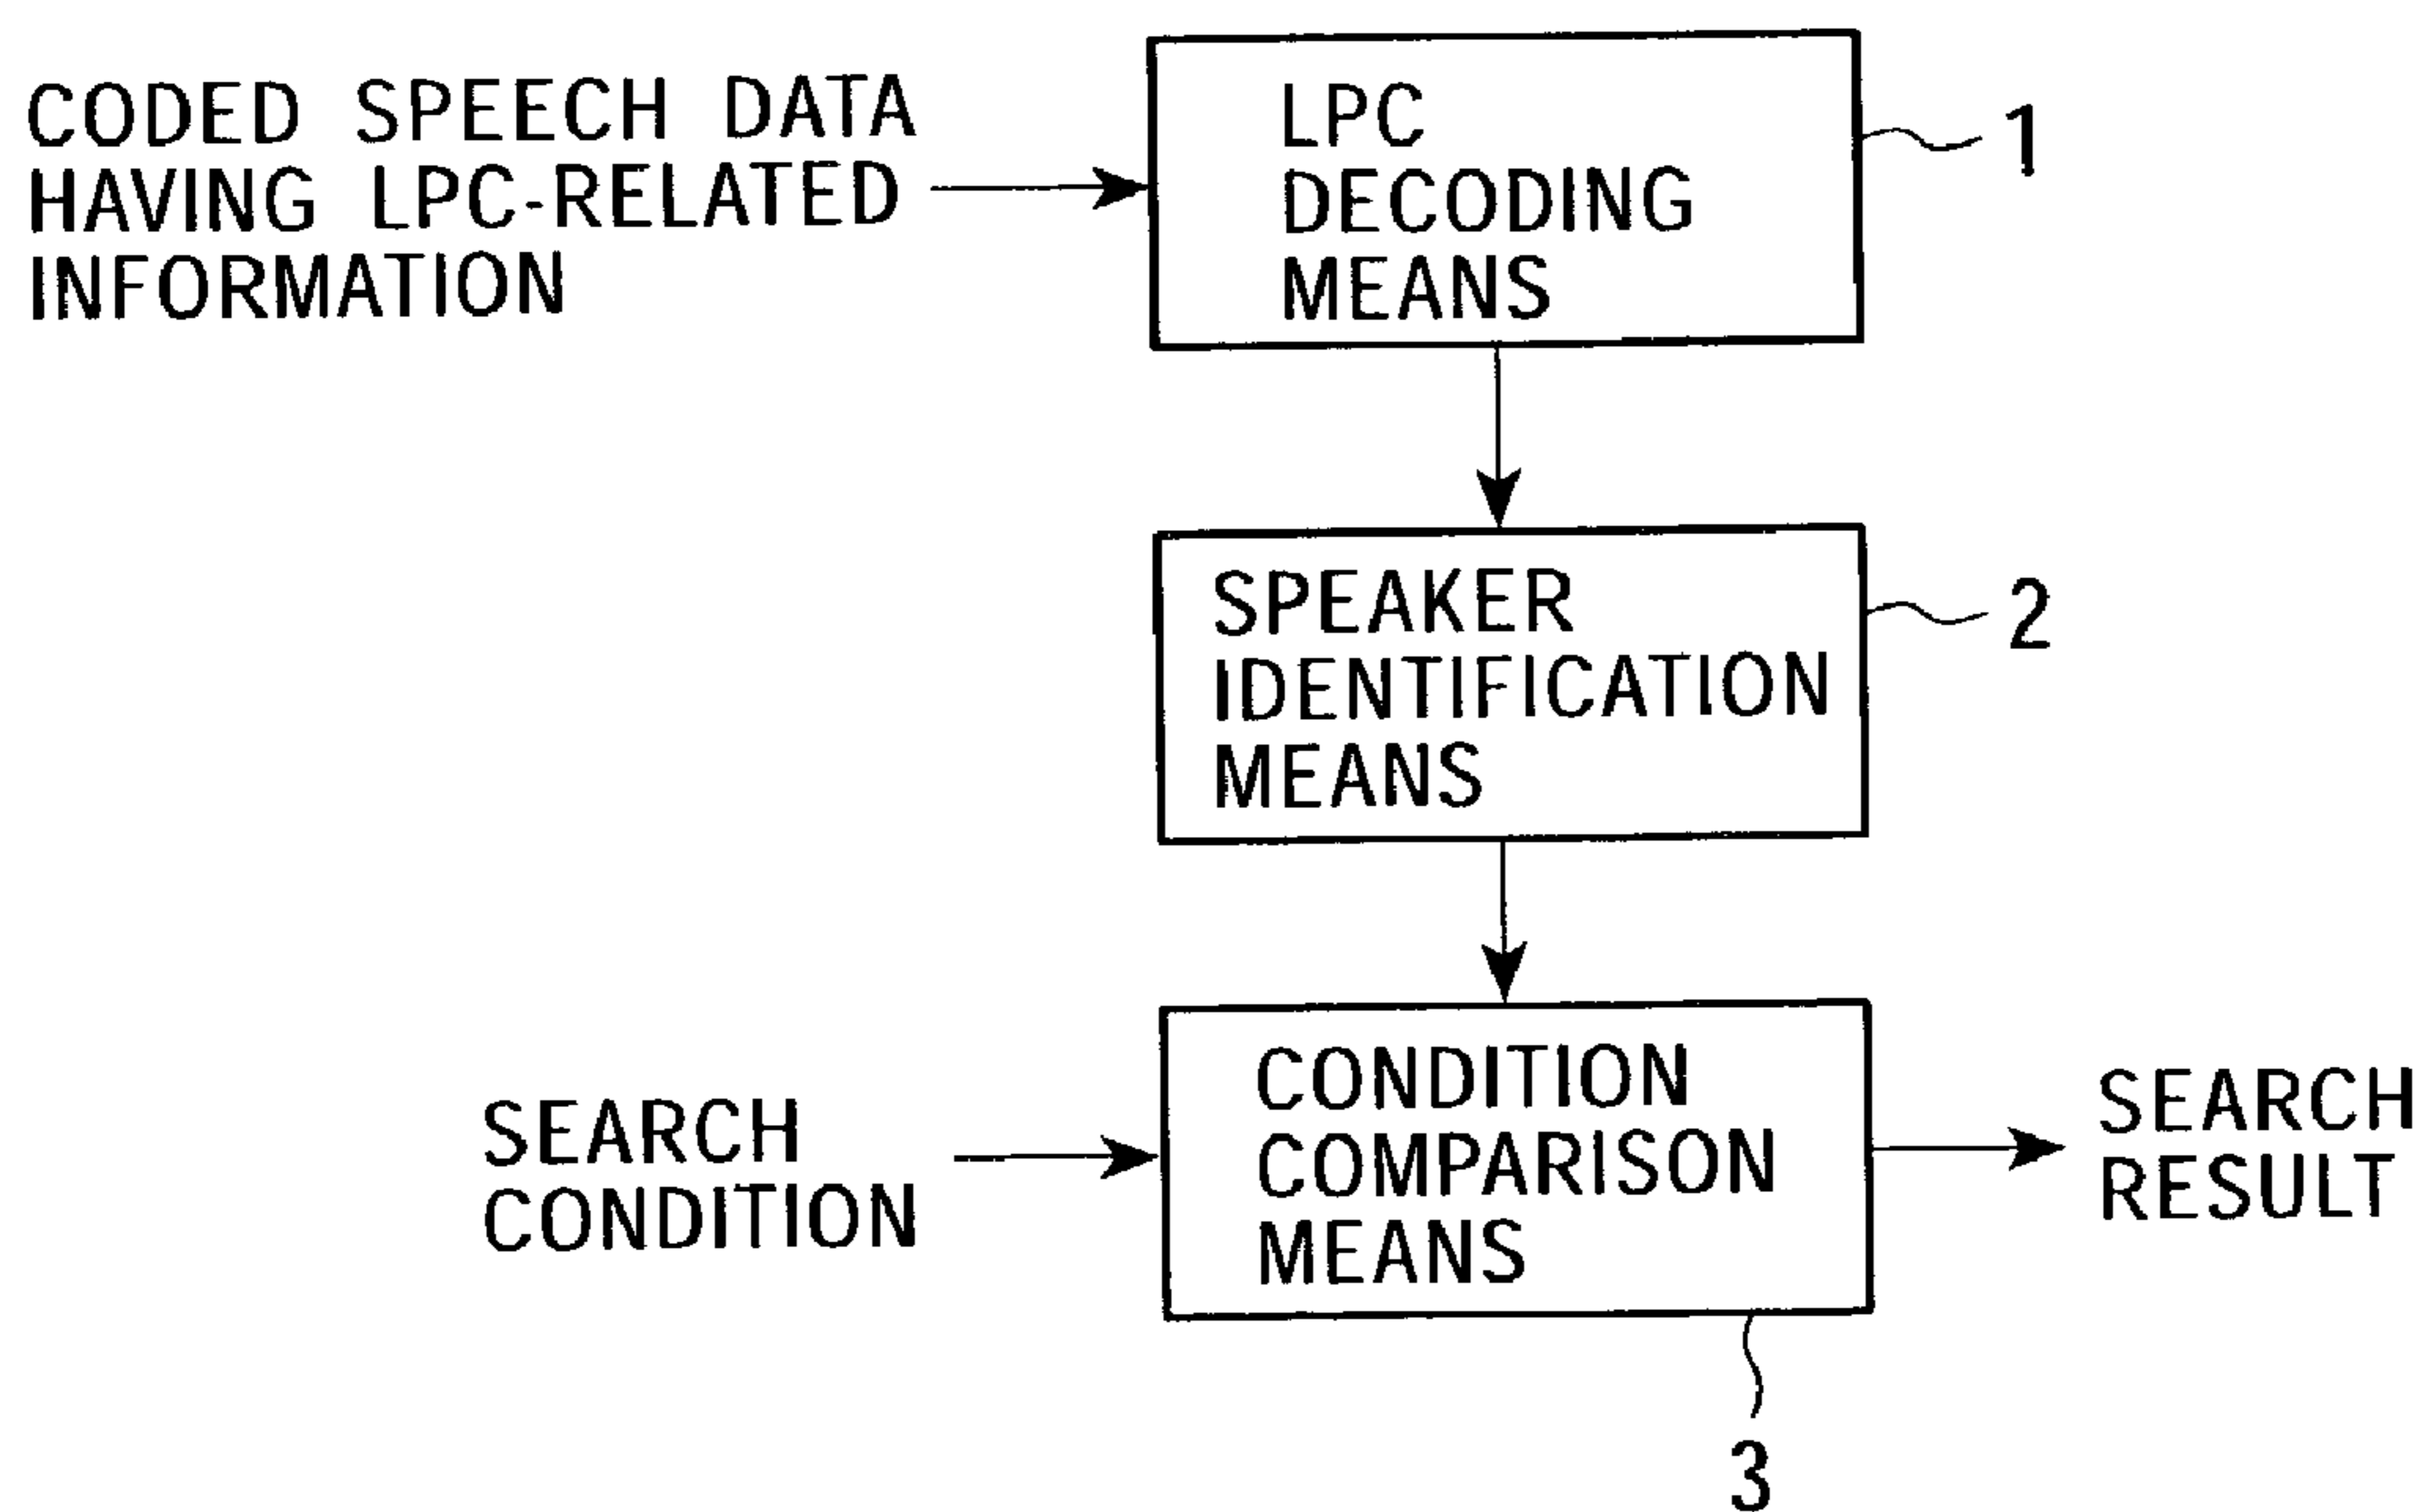 CODED SPEECH DATA
HAVING LPC-RELATED
INFORMATION
LPC
DECODING
MEANS
1
SPEAKER
IDENTIFICATION
MEANS
2
SEARCH
CONDITION
CONDITION
COMPARISON
MEANS
3
SEARCH
RESULT